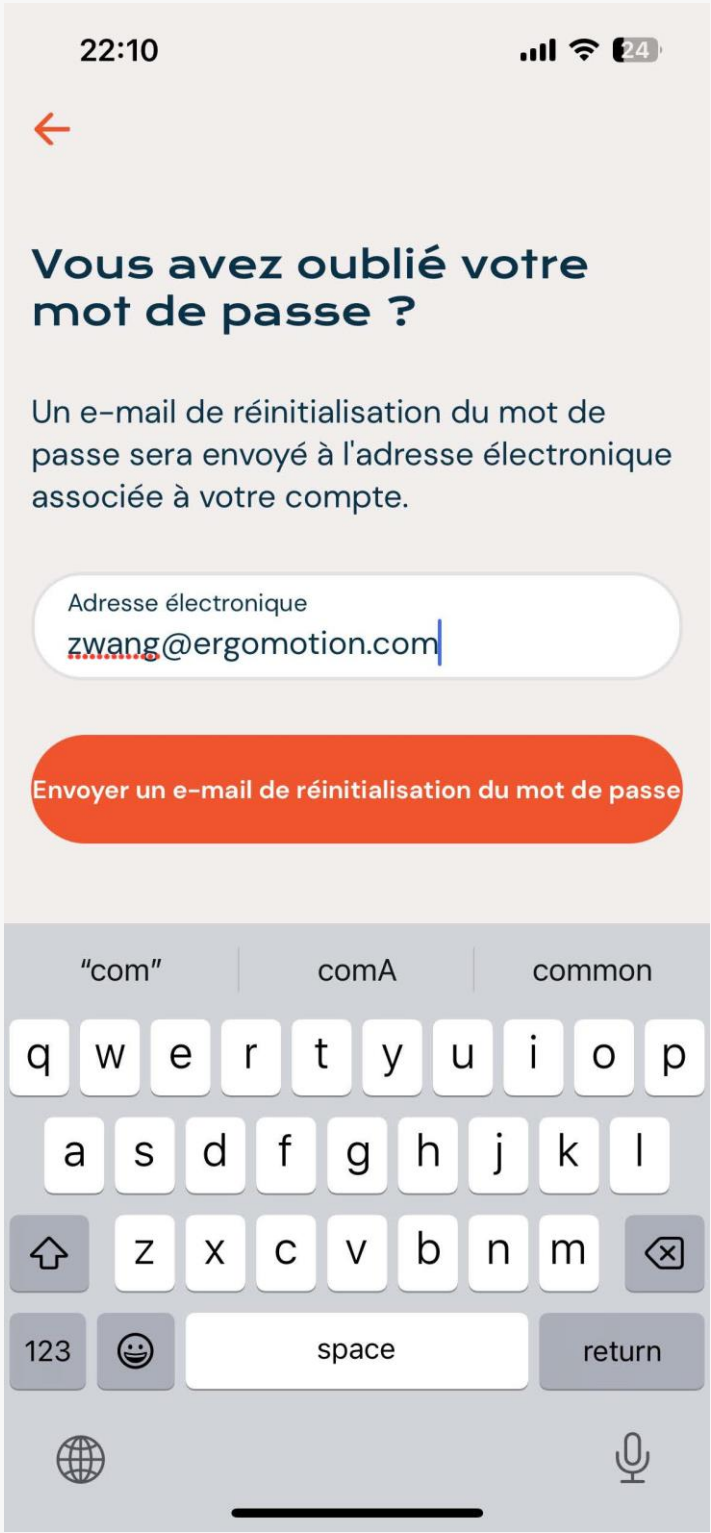 22:10
24
Vous avez oublié votre
mot de passe ?
Un e-mail de réinitialisation du mot de
passe sera envoyé à l'adresse électronique
associée à votre compte.
Adresse électronique
zwang@ergomotion.com
Envoyer un e-mail de réinitialisation du mot de passe
“com” comA common
q w e r t y u i o p
a s d f g h j k l
z x c v b n m
123 space return